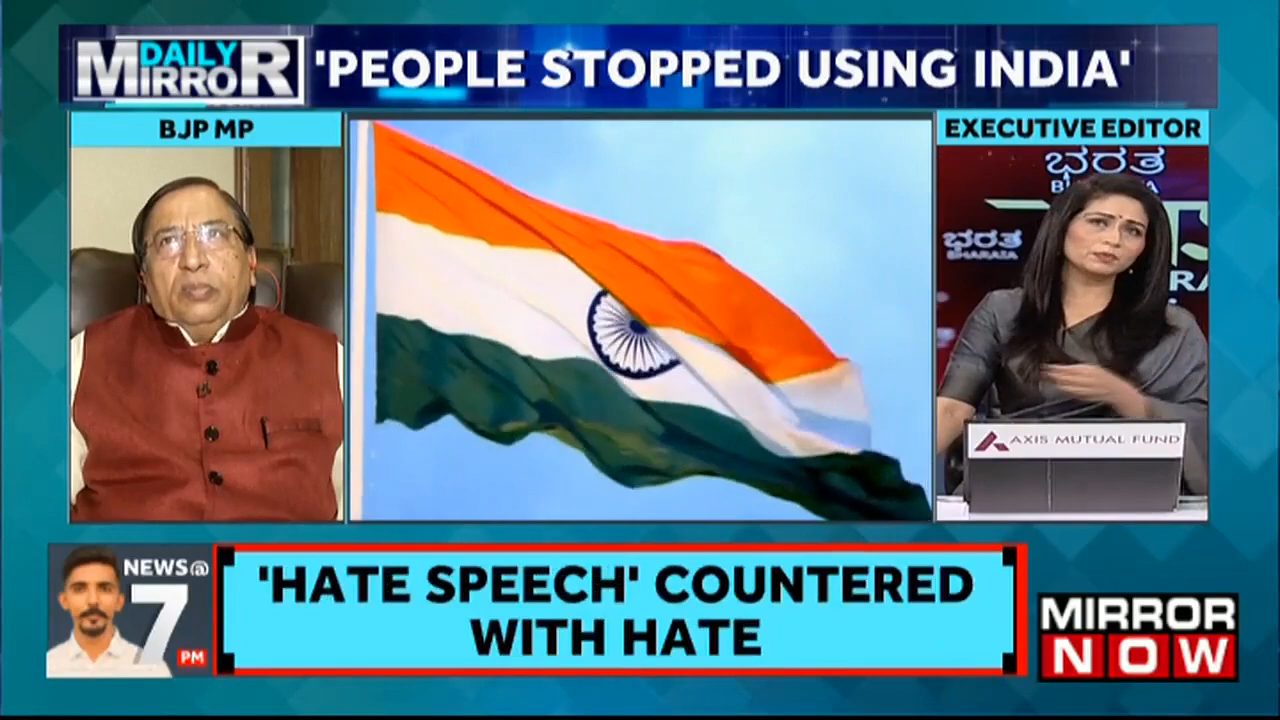 DAILY
MIRROR
'PEOPLE STOPPED USING INDIA'
BJP MP
EXECUTIVE EDITOR
ಭರತ
ಭರತ
BHARATA
AXIS MUTUAL FUND
NEWS@
7
PM
'HATE SPEECH' COUNTERED
WITH HATE
MIRROR
NOW